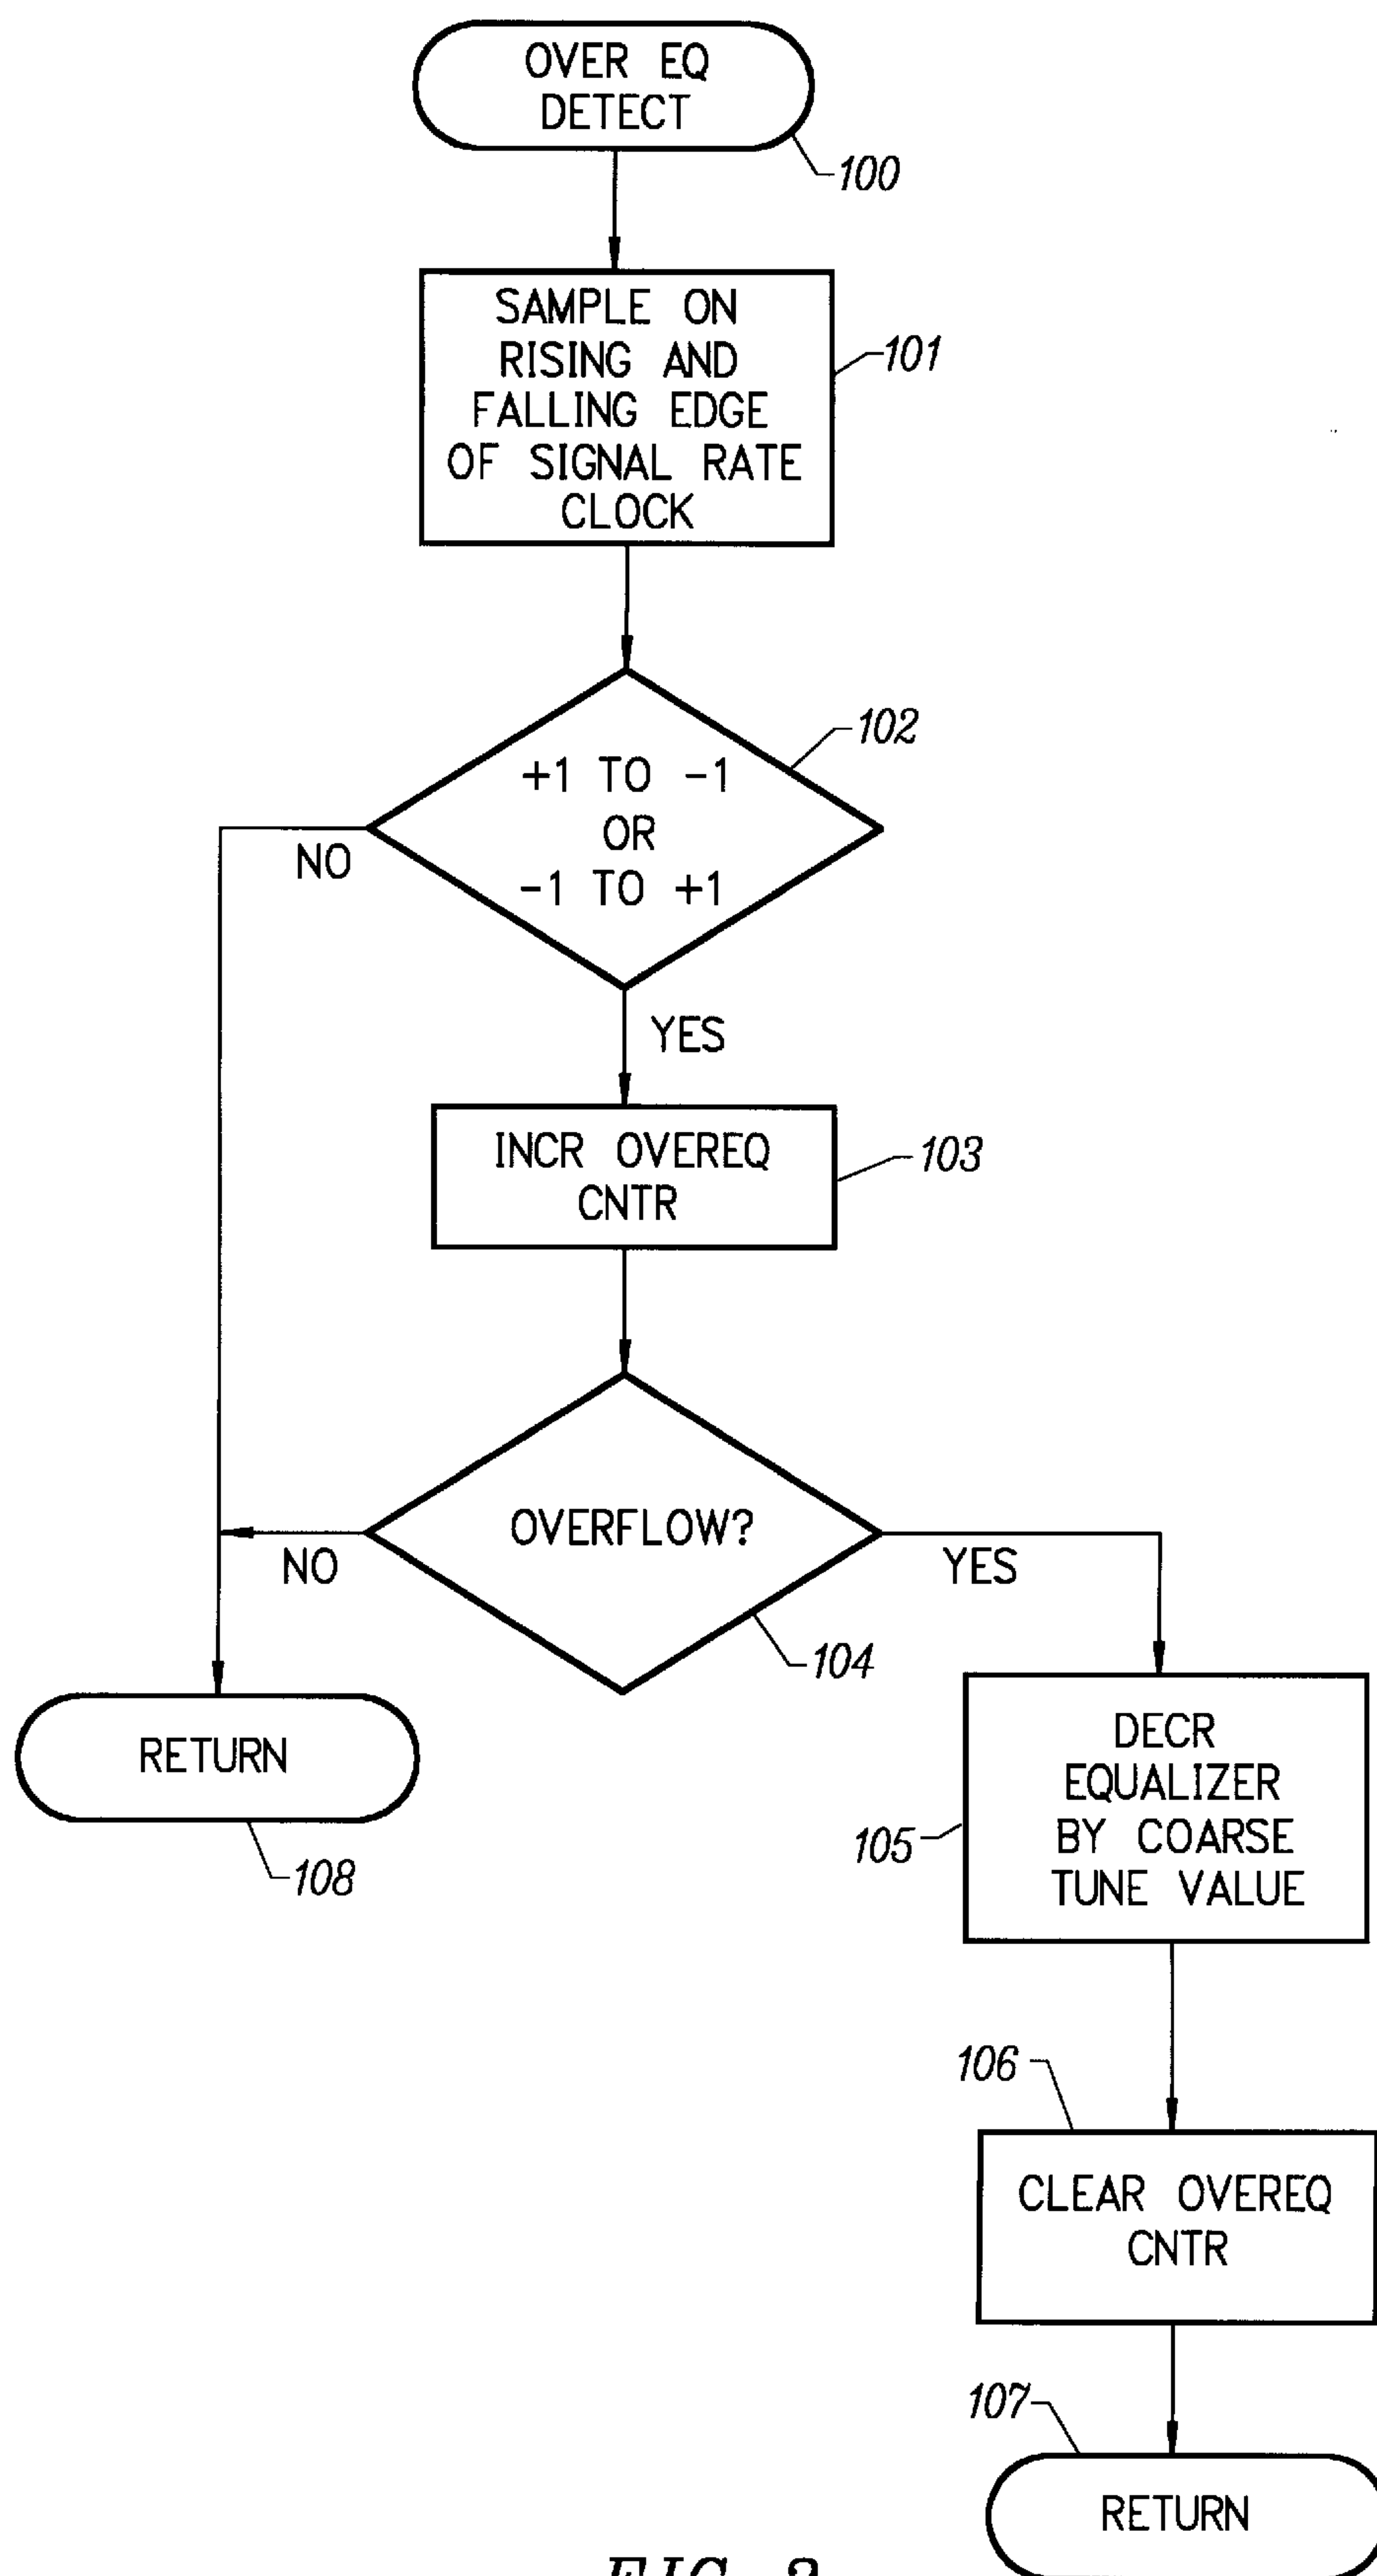 OVER EQ
DETECT
100
SAMPLE ON
RISING AND
FALLING EDGE
OF SIGNAL RATE
CLOCK
101
102
+1 TO -1
OR
-1 TO +1
NO
YES
INCR OVEREQ
CNTR
103
OVERFLOW?
NO
YES
104
RETURN
108
DECR
EQUALIZER
BY COARSE
TUNE VALUE
105
106
CLEAR OVEREQ
CNTR
107
RETURN